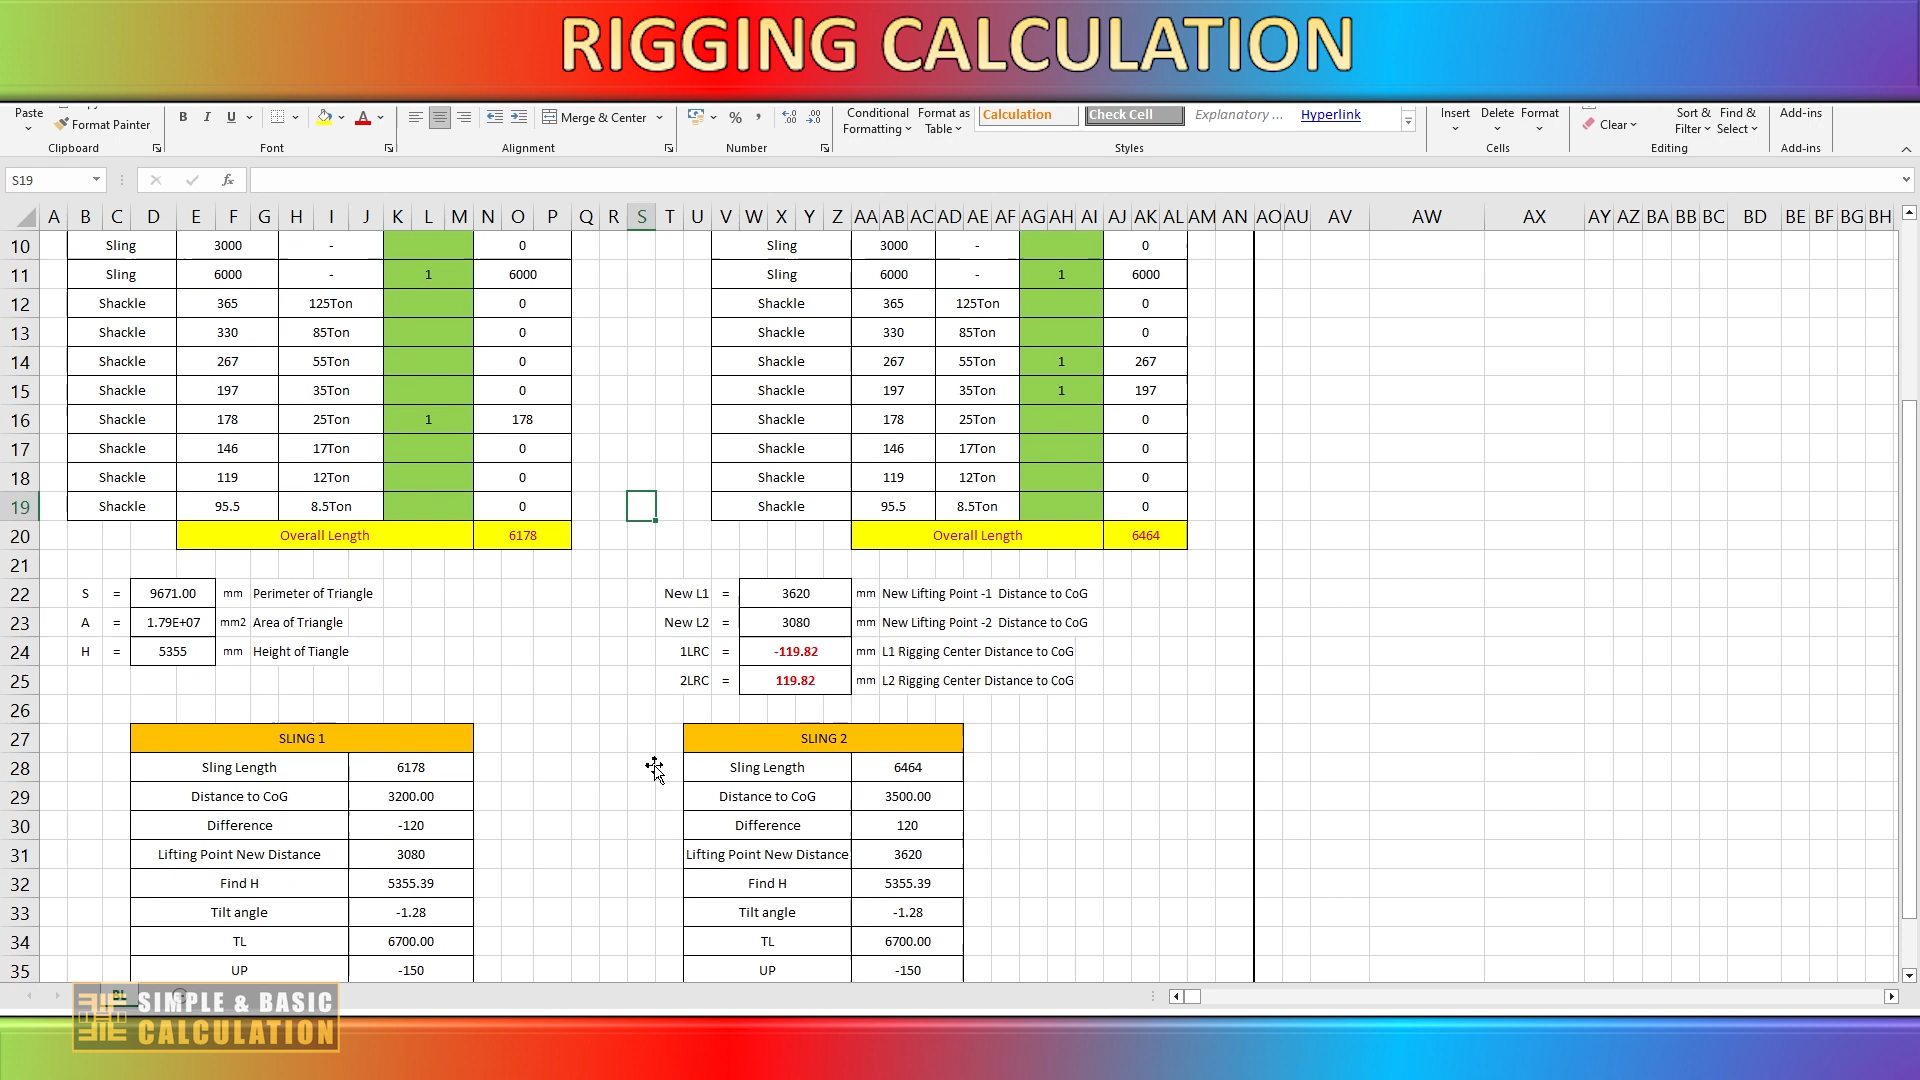 RIGGING CALCULATION
Paste Format Painter B I U A Merge & Center % , Conditional Formatting Format as Table Calculation Check Cell Explanatory ... Hyperlink Insert Delete Format Clear Sort & Filter Find & Select Add-ins
Clipboard Font Alignment Number Styles Cells Editing Add-ins
S19 fx
A B C D E F G H I J K L M N O P Q R S T U V W X Y Z AA AB AC AD AE AF AG AH AI AJ AK AL AM AN AO AU AV AW AX AY AZ BA BB BC BD BE BF BG BH
10 Sling 3000 - 0 Sling 3000 - 0
11 Sling 6000 - 1 6000 Sling 6000 - 1 6000
12 Shackle 365 125Ton 0 Shackle 365 125Ton 0
13 Shackle 330 85Ton 0 Shackle 330 85Ton 0
14 Shackle 267 55Ton 0 Shackle 267 55Ton 1 267
15 Shackle 197 35Ton 0 Shackle 197 35Ton 1 197
16 Shackle 178 25Ton 1 178 Shackle 178 25Ton 0
17 Shackle 146 17Ton 0 Shackle 146 17Ton 0
18 Shackle 119 12Ton 0 Shackle 119 12Ton 0
19 Shackle 95.5 8.5Ton 0 Shackle 95.5 8.5Ton 0
20 Overall Length 6178 Overall Length 6464
21
22 S = 9671.00 mm Perimeter of Triangle New L1 = 3620 mm New Lifting Point -1 Distance to CoG
23 A = 1.79E+07 mm2 Area of Triangle New L2 = 3080 mm New Lifting Point -2 Distance to CoG
24 H = 5355 mm Height of Tiangle 1LRC = -119.82 mm L1 Rigging Center Distance to CoG
25 2LRC = 119.82 mm L2 Rigging Center Distance to CoG
26
27 SLING 1 SLING 2
28 Sling Length 6178 Sling Length 6464
29 Distance to CoG 3200.00 Distance to CoG 3500.00
30 Difference -120 Difference 120
31 Lifting Point New Distance 3080 Lifting Point New Distance 3620
32 Find H 5355.39 Find H 5355.39
33 Tilt angle -1.28 Tilt angle -1.28
34 TL 6700.00 TL 6700.00
35 UP -150 UP -150
SIMPLE & BASIC
CALCULATION